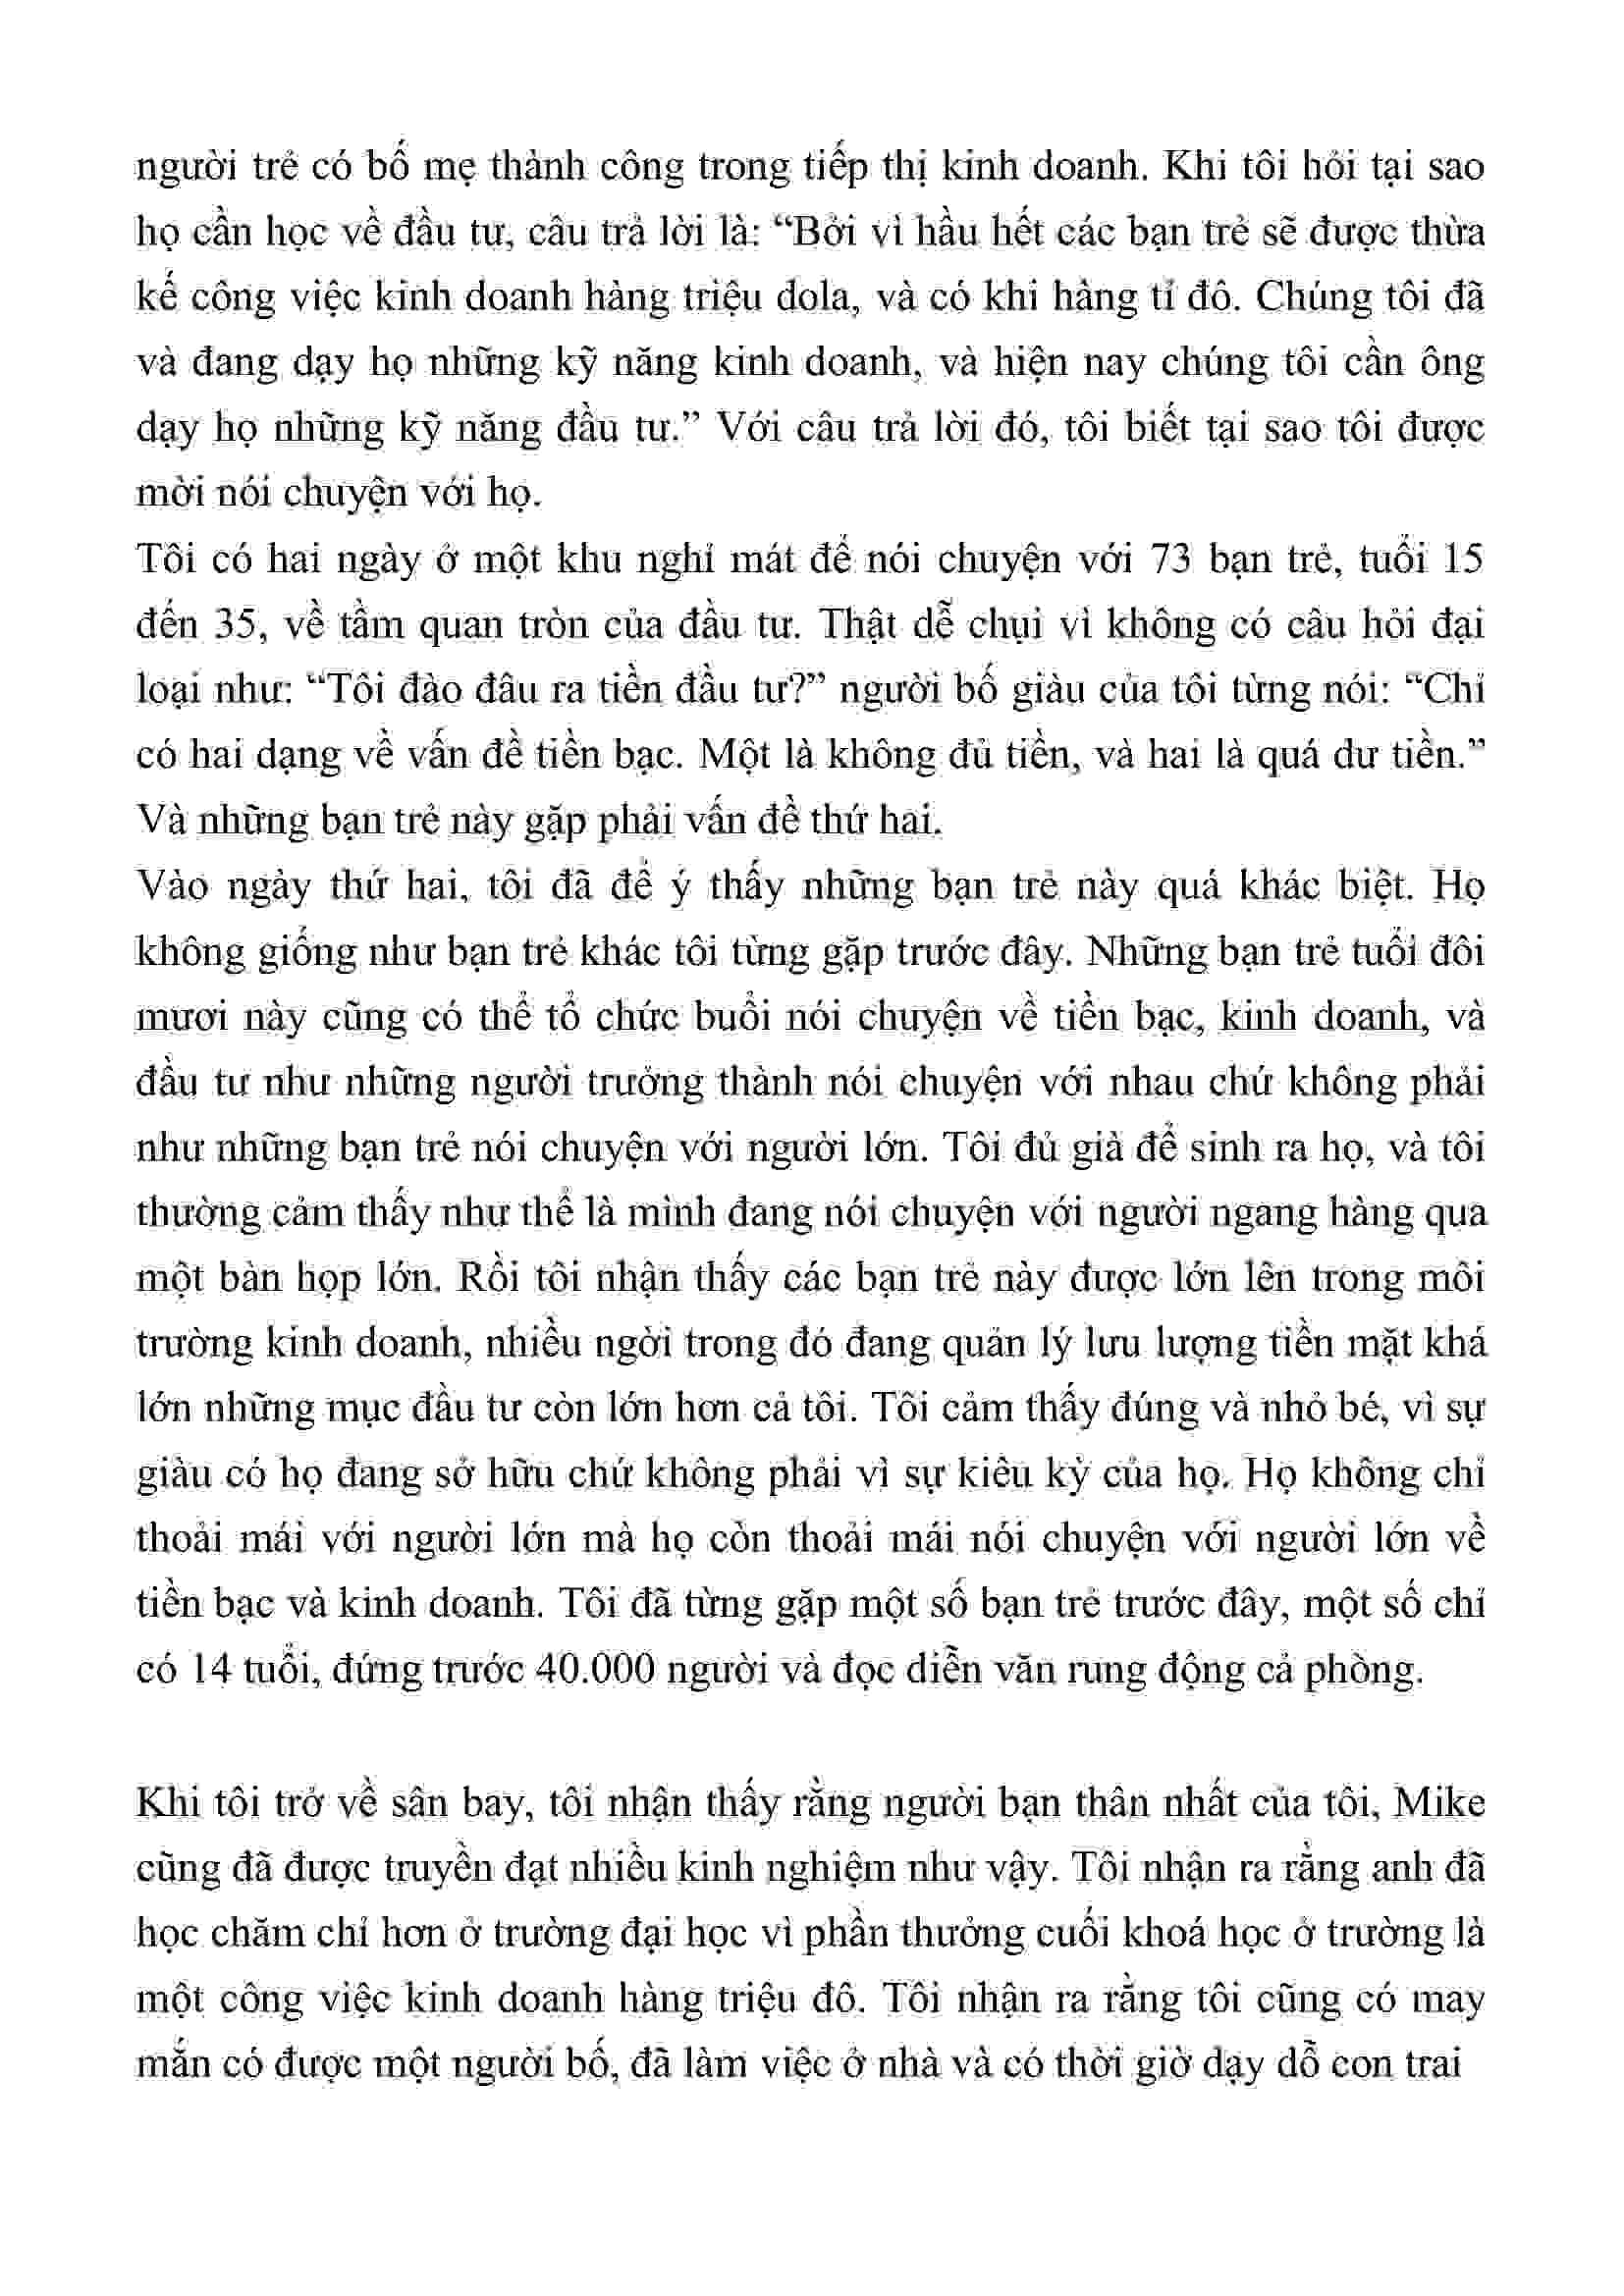 người trẻ có bố mẹ thành công trong tiếp thị kinh doanh. Khi tôi hỏi tại sao
họ cần học về đầu tư, câu trả lời là: “Bởi vì hầu hết các bạn trẻ sẽ được thừa
kế công việc kinh doanh hàng triệu dola, và có khi hàng tỉ đô. Chúng tôi đã
và đang dạy họ những kỹ năng kinh doanh, và hiện nay chúng tôi cần ông
dạy họ những kỹ năng đầu tư.” Với câu trả lời đó, tôi biết tại sao tôi được
mời nói chuyện với họ.
Tôi có hai ngày ở một khu nghỉ mát để nói chuyện với 73 bạn trẻ, tuổi 15
đến 35, về tầm quan tròn của đầu tư. Thật dễ chụi vì không có câu hỏi đại
loại như: “Tôi đào đâu ra tiền đầu tư?” người bố giàu của tôi từng nói: “Chỉ
có hai dạng về vấn đề tiền bạc. Một là không đủ tiền, và hai là quá dư tiền.”
Và những bạn trẻ này gặp phải vấn đề thứ hai.
Vào ngày thứ hai, tôi đã để ý thấy những bạn trẻ này quá khác biệt. Họ
không giống như bạn trẻ khác tôi từng gặp trước đây. Những bạn trẻ tuổi đôi
mươi này cũng có thể tổ chức buổi nói chuyện về tiền bạc, kinh doanh, và
đầu tư như những người trưởng thành nói chuyện với nhau chứ không phải
như những bạn trẻ nói chuyện với người lớn. Tôi đủ già để sinh ra họ, và tôi
thường cảm thấy như thể là mình đang nói chuyện với người ngang hàng qua
một bàn họp lớn. Rồi tôi nhận thấy các bạn trẻ này được lớn lên trong môi
trường kinh doanh, nhiều ngời trong đó đang quản lý lưu lượng tiền mặt khá
lớn những mục đầu tư còn lớn hơn cả tôi. Tôi cảm thấy đúng và nhỏ bé, vì sự
giàu có họ đang sở hữu chứ không phải vì sự kiêu kỳ của họ. Họ không chỉ
thoải mái với người lớn mà họ còn thoải mái nói chuyện với người lớn về
tiền bạc và kinh doanh. Tôi đã từng gặp một số bạn trẻ trước đây, một số chỉ
có 14 tuổi, đứng trước 40.000 người và đọc diễn văn rung động cả phòng.
Khi tôi trở về sân bay, tôi nhận thấy rằng người bạn thân nhất của tôi, Mike
cũng đã được truyền đạt nhiều kinh nghiệm như vậy. Tôi nhận ra rằng anh đã
học chăm chỉ hơn ở trường đại học vì phần thưởng cuối khoá học ở trường là
một công việc kinh doanh hàng triệu đô. Tôi nhận ra rằng tôi cũng có may
mắn có được một người bố, đã làm việc ở nhà và có thời giờ dạy dỗ con trai